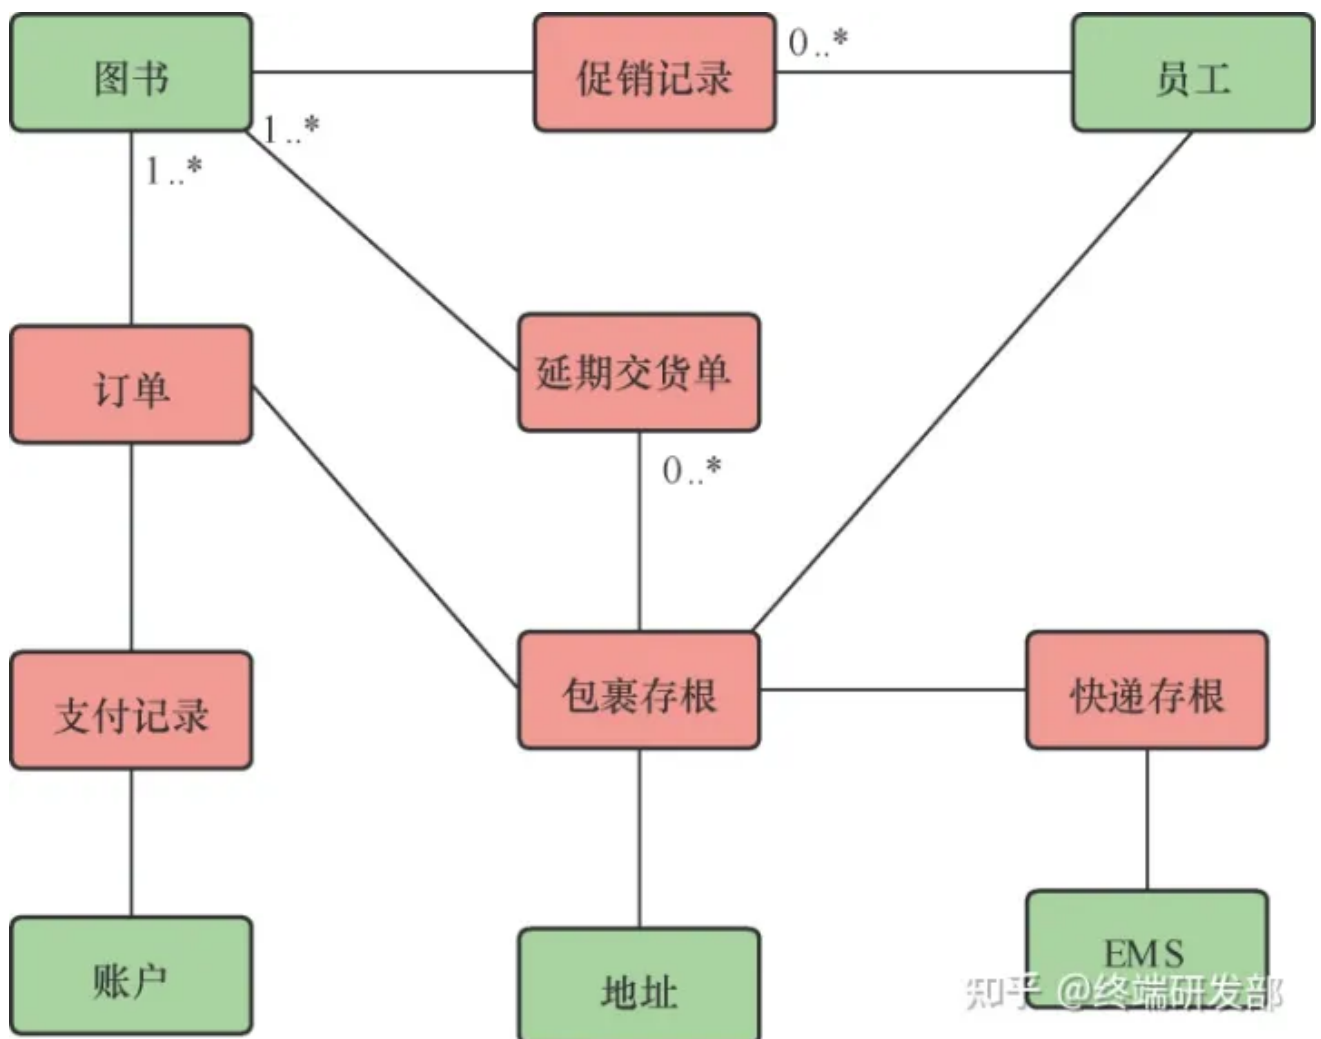 图书
促销记录
0..*
员工
1..*
1..*
订单
延期交货单
0..*
支付记录
包裹存根
快递存根
账户
地址
EMS
知乎 @终端研发部